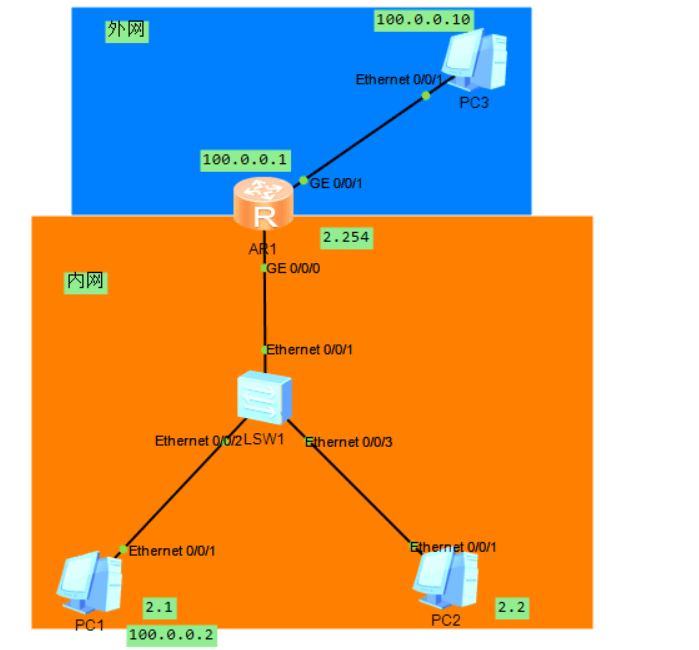 外网
100.0.0.10
Ethernet 0/0/1
PC3
100.0.0.1
GE 0/0/1
R
2.254
AR1
GE 0/0/0
内网
Ethernet 0/0/1
Ethernet 0/0/2
LSW1
Ethernet 0/0/3
Ethernet 0/0/1
Ethernet 0/0/1
2.1
2.2
PC1
PC2
100.0.0.2